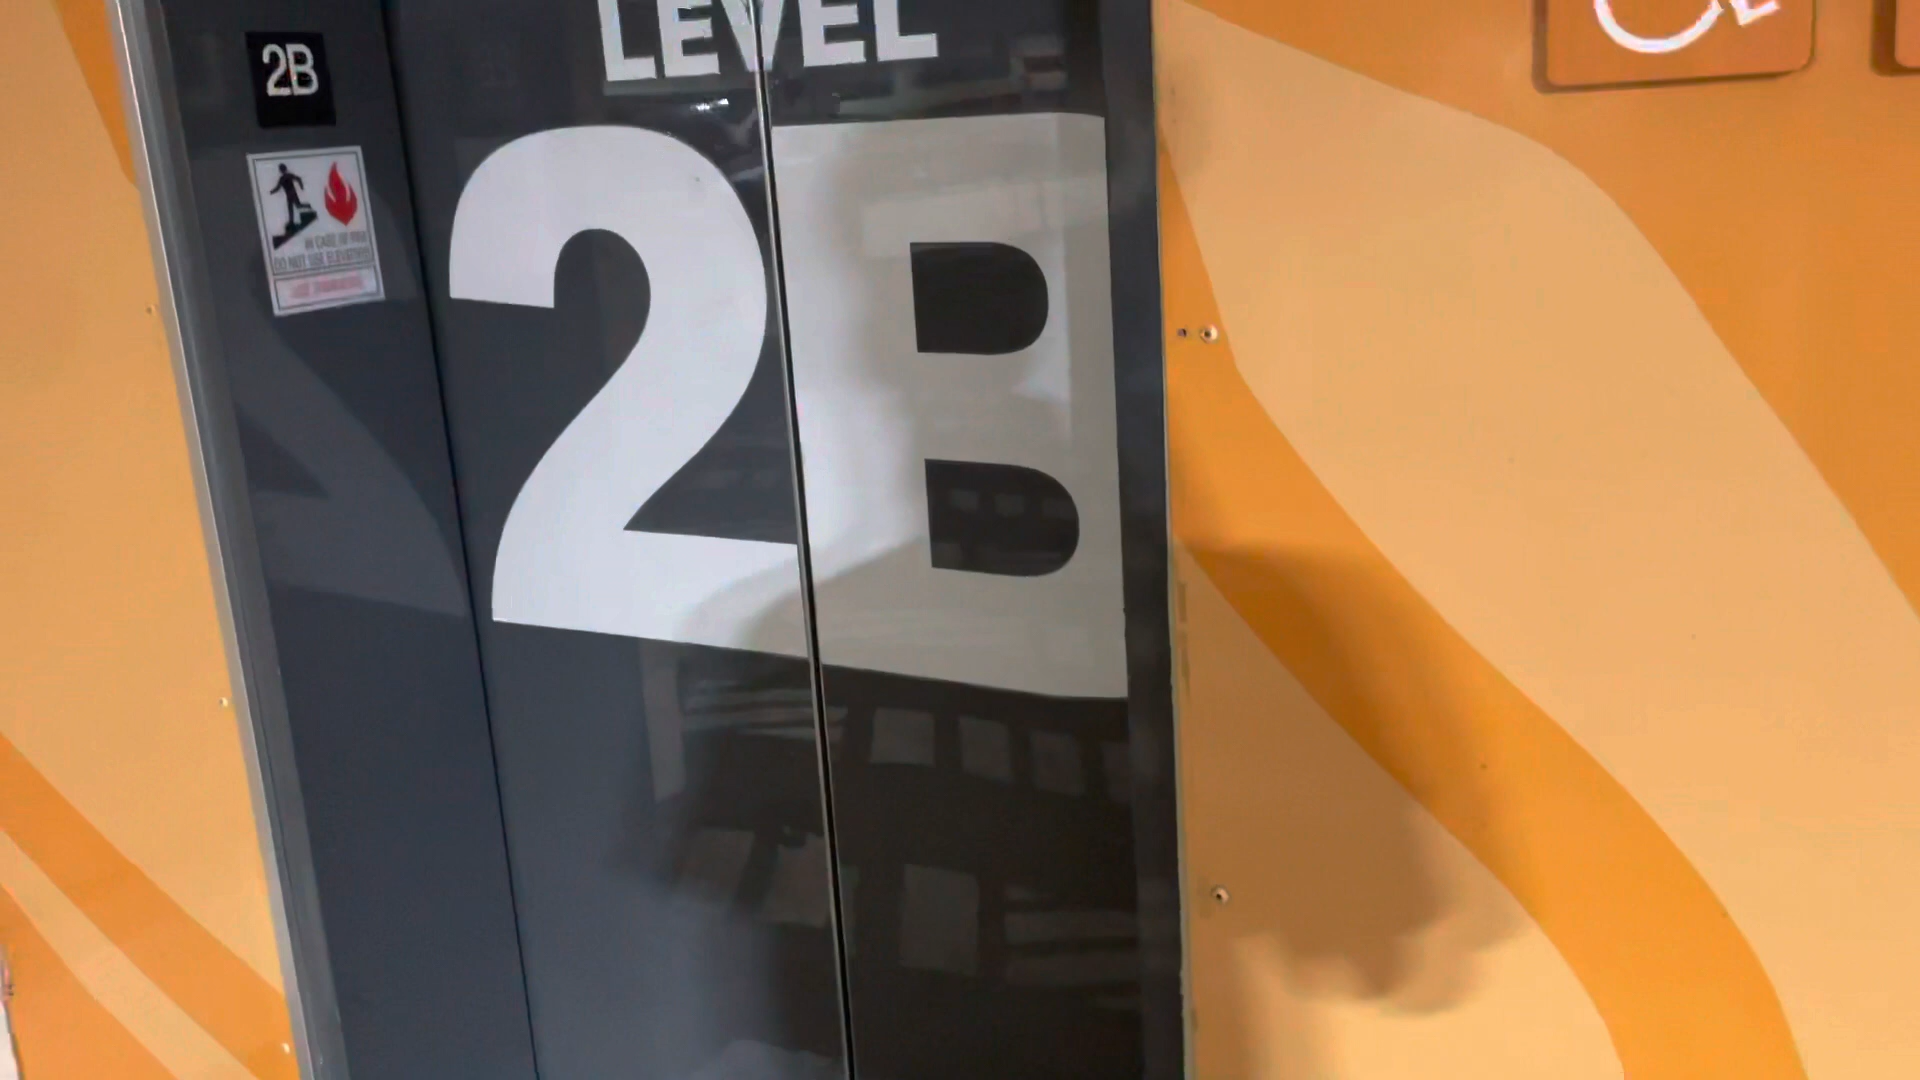 LEVEL
2B
2B
IN CASE OF FIRE
DO NOT USE ELEVATORS